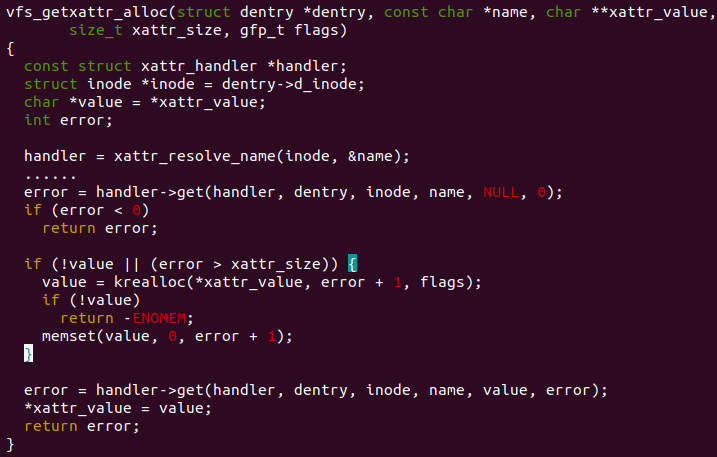 vfs_getxattr_alloc(struct dentry *dentry, const char *name, char **xattr_value,
size_t xattr_size, gfp_t flags)
{
const struct xattr_handler *handler;
struct inode *inode = dentry->d_inode;
char *value = *xattr_value;
int error;
handler = xattr_resolve_name(inode, &name);
......
error = handler->get(handler, dentry, inode, name, NULL, 0);
if (error < 0)
return error;
if (!value || (error > xattr_size)) {
value = krealloc(*xattr_value, error + 1, flags);
if (!value)
return -ENOMEM;
memset(value, 0, error + 1);
}
error = handler->get(handler, dentry, inode, name, value, error);
*xattr_value = value;
return error;
}